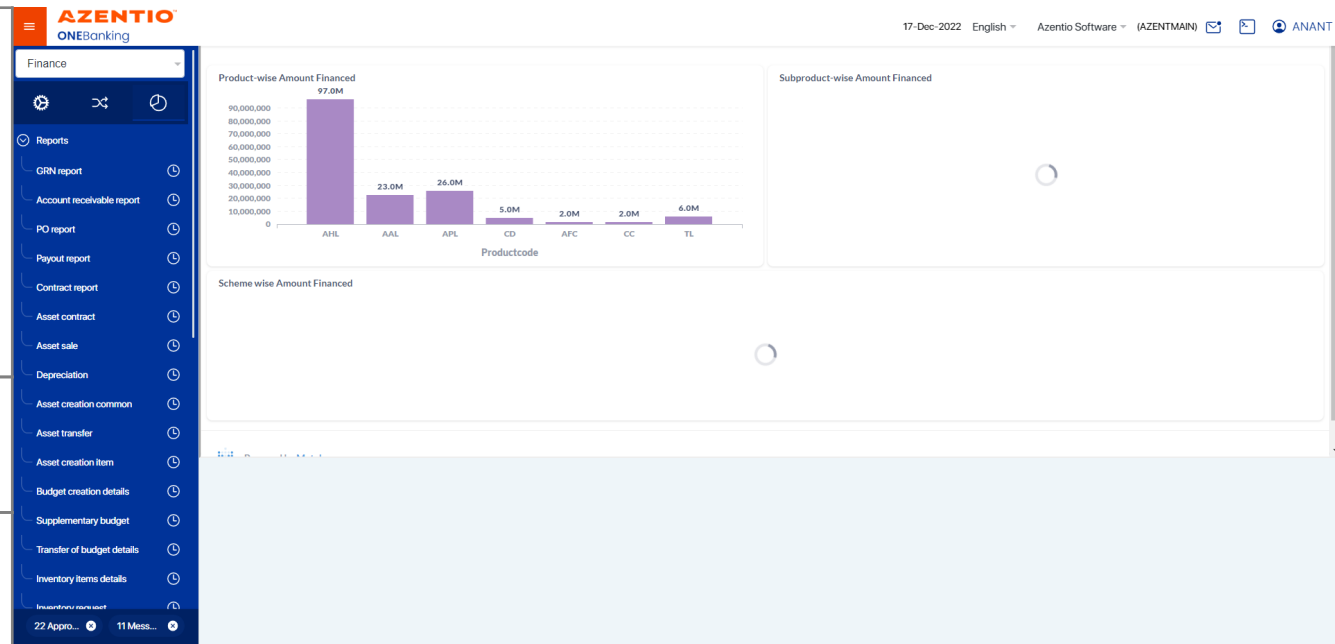 AZENTIO
ONEBanking
17-Dec-2022 English Azentio Software (AZENTMAIN) ANANT
Finance
Reports
GRN report
Account receivable report
PO report
Payout report
Contract report
Asset contract
Asset sale
Depreciation
Asset creation common
Asset transfer
Asset creation item
Budget creation details
Supplementary budget
Transfer of budget details
Inventory items details
Inventory request
22 Appro... 11 Mess...
Product-wise Amount Financed
97.0M
90,000,000
80,000,000
70,000,000
60,000,000
50,000,000
40,000,000
30,000,000
20,000,000
10,000,000
0
23.0M
26.0M
5.0M
2.0M
2.0M
6.0M
AHL AAL APL CD AFC CC TL
Productcode
Subproduct-wise Amount Financed
Scheme wise Amount Financed